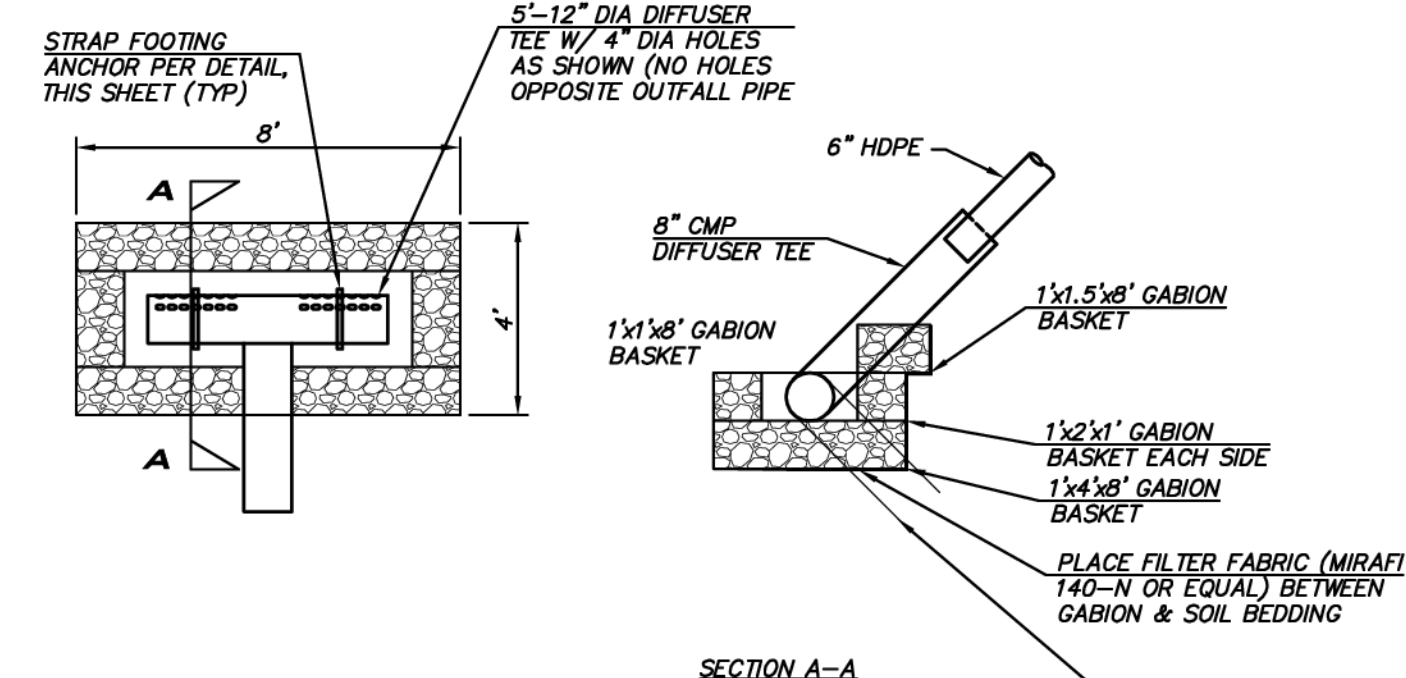 STRAP FOOTING
ANCHOR PER DETAIL,
THIS SHEET (TYP)
5'-12" DIA DIFFUSER
TEE W/ 4" DIA HOLES
AS SHOWN (NO HOLES
OPPOSITE OUTFALL PIPE
8'
A
4'
A
6" HDPE
8" CMP
DIFFUSER TEE
1'x1'x8' GABION
BASKET
1'x1.5'x8' GABION
BASKET
1'x2'x1' GABION
BASKET EACH SIDE
1'x4'x8' GABION
BASKET
PLACE FILTER FABRIC (MIRAFI
140-N OR EQUAL) BETWEEN
GABION & SOIL BEDDING
SECTION A-A